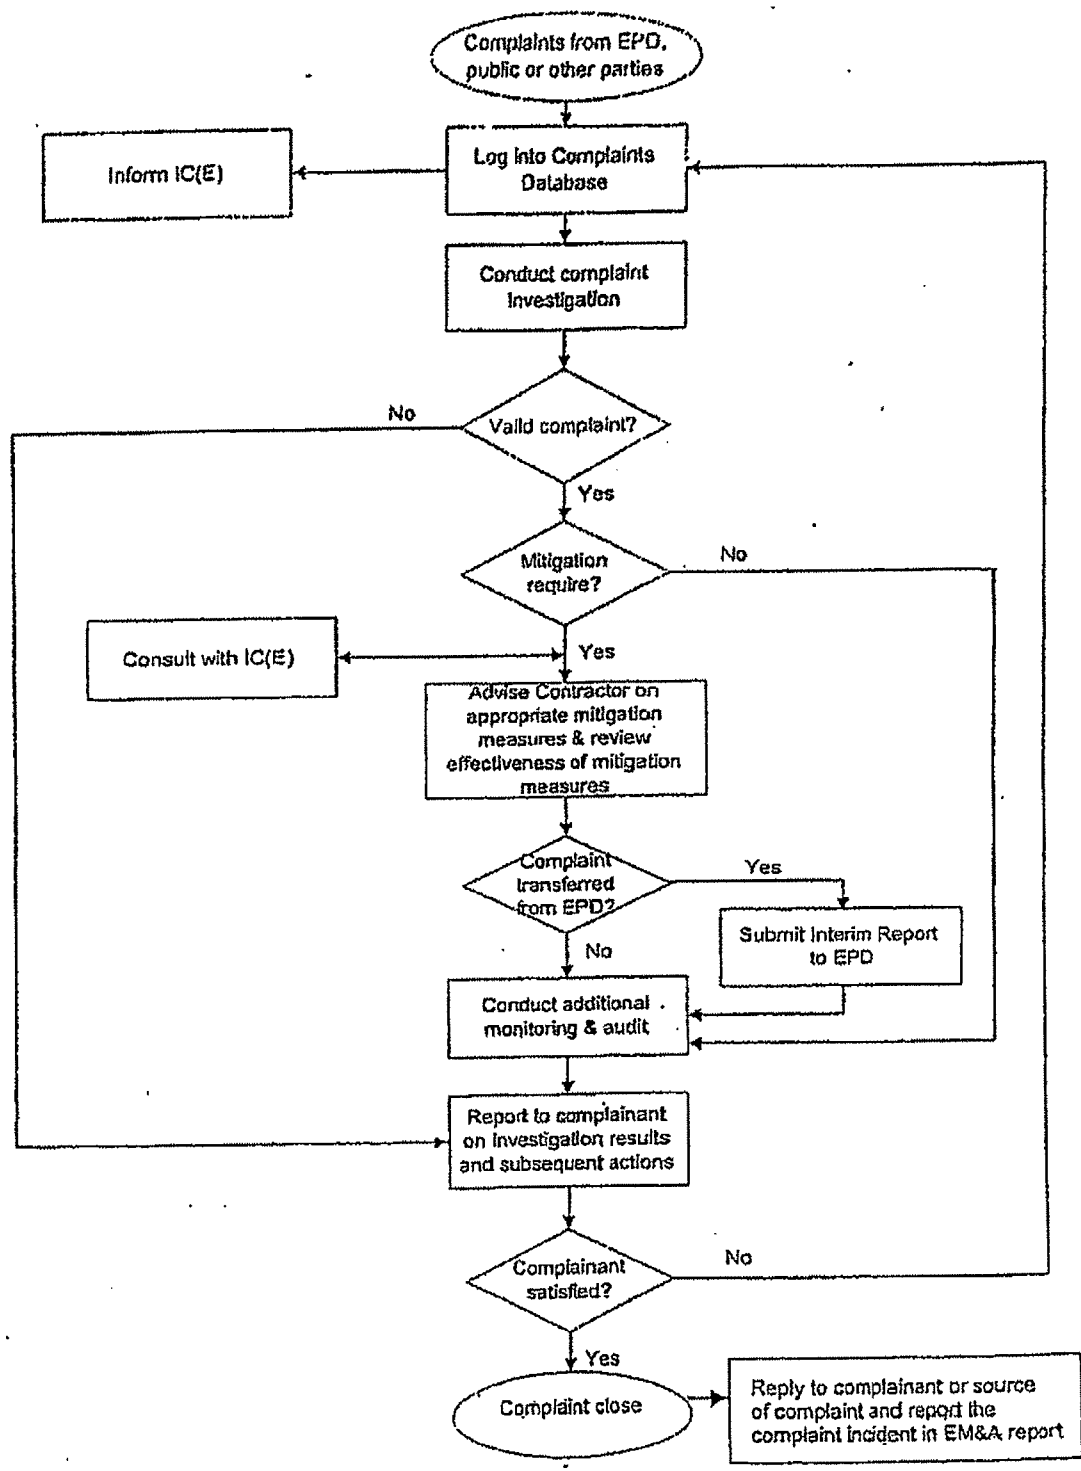 Complaints from EPD,
public or other parties
Inform IC(E)
Log into Complaints
Database
Conduct complaint
Investigation
No
Valid complaint?
Yes
Mitigation
require?
No
Consult with IC(E)
Yes
Advise Contractor on
appropriate mitigation
measures & review
effectiveness of mitigation
measures
Complaint
transferred
from EPD?
Yes
Submit Interim Report
to EPD
No
Conduct additional
monitoring & audit
Report to complainant
on investigation results
and subsequent actions
Complainant
satisfied?
No
Yes
Complaint close
Reply to complainant or source
of complaint and report the
complaint incident in EM&A report